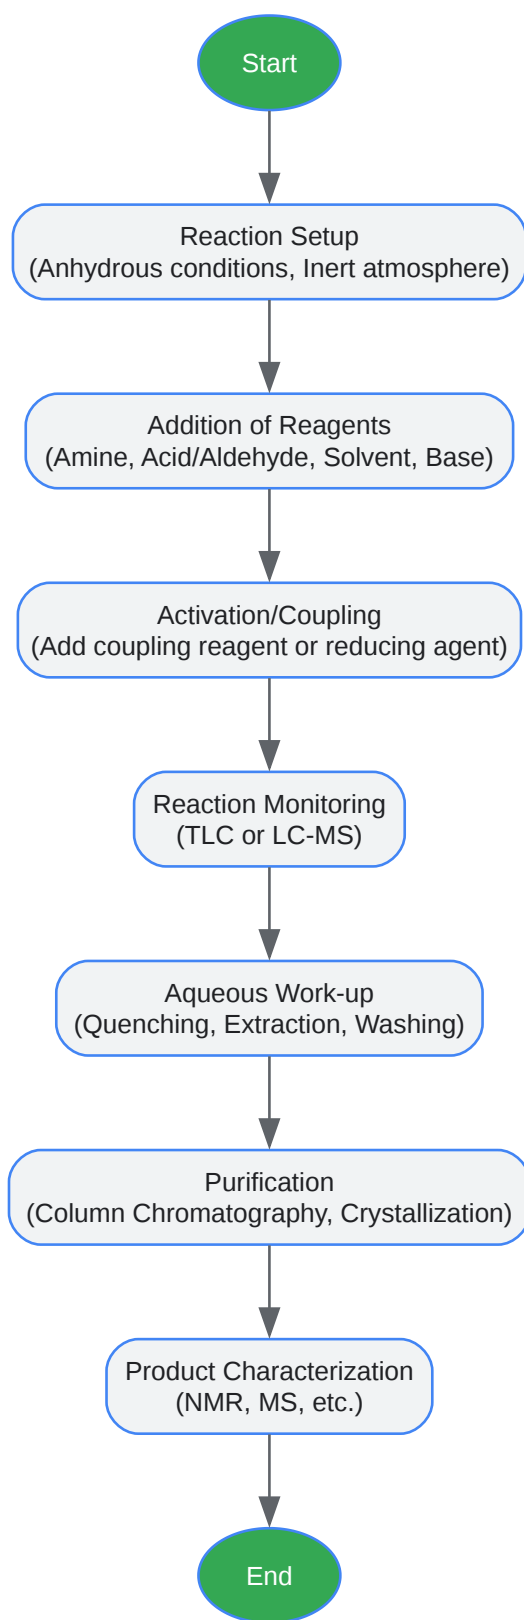 Start
Reaction Setup
(Anhydrous conditions, Inert atmosphere)
Addition of Reagents
(Amine, Acid/Aldehyde, Solvent, Base)
Activation/Coupling
(Add coupling reagent or reducing agent)
Reaction Monitoring
(TLC or LC-MS)
Aqueous Work-up
(Quenching, Extraction, Washing)
Purification
(Column Chromatography, Crystallization)
Product Characterization
(NMR, MS, etc.)
End